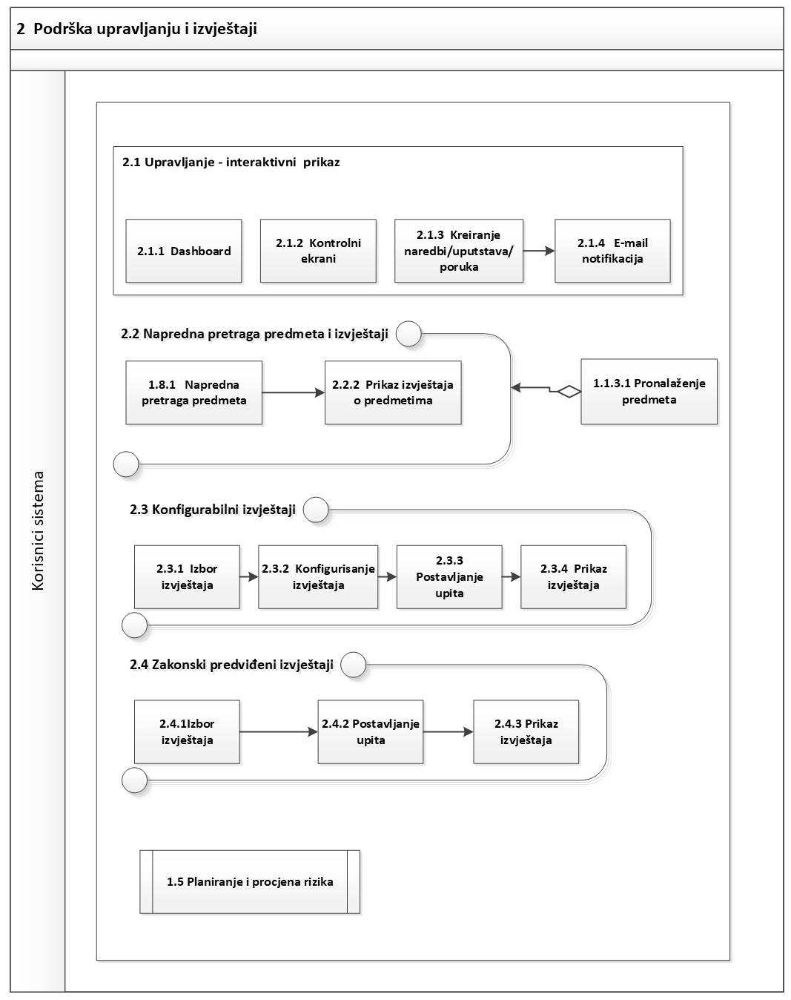 2  Podrška upravljanju i izvještaji
Korisnici sistema
2.1 Upravljanje - interaktivni  prikaz
2.1.1  Dashboard
2.1.2  Kontrolni
ekrani
2.1.3  Kreiranje
naredbi/uputstava/
poruka
2.1.4   E-mail
notifikacija
2.2 Napredna pretraga predmeta i izvještaji
1.8.1   Napredna
pretraga predmeta
2.2.2  Prikaz izvještaja
o predmetima
1.1.3.1 Pronalaženje
predmeta
2.3 Konfigurabilni izvještaji
2.3.1  Izbor
izvještaja
2.3.2  Konfigurisanje
izvještaja
2.3.3
Postavljanje
upita
2.3.4  Prikaz
izvještaja
2.4 Zakonski predviđeni izvještaji
2.4.1Izbor
izvještaja
2.4.2 Postavljanje
upita
2.4.3 Prikaz
izvještaja
1.5 Planiranje i procjena rizika